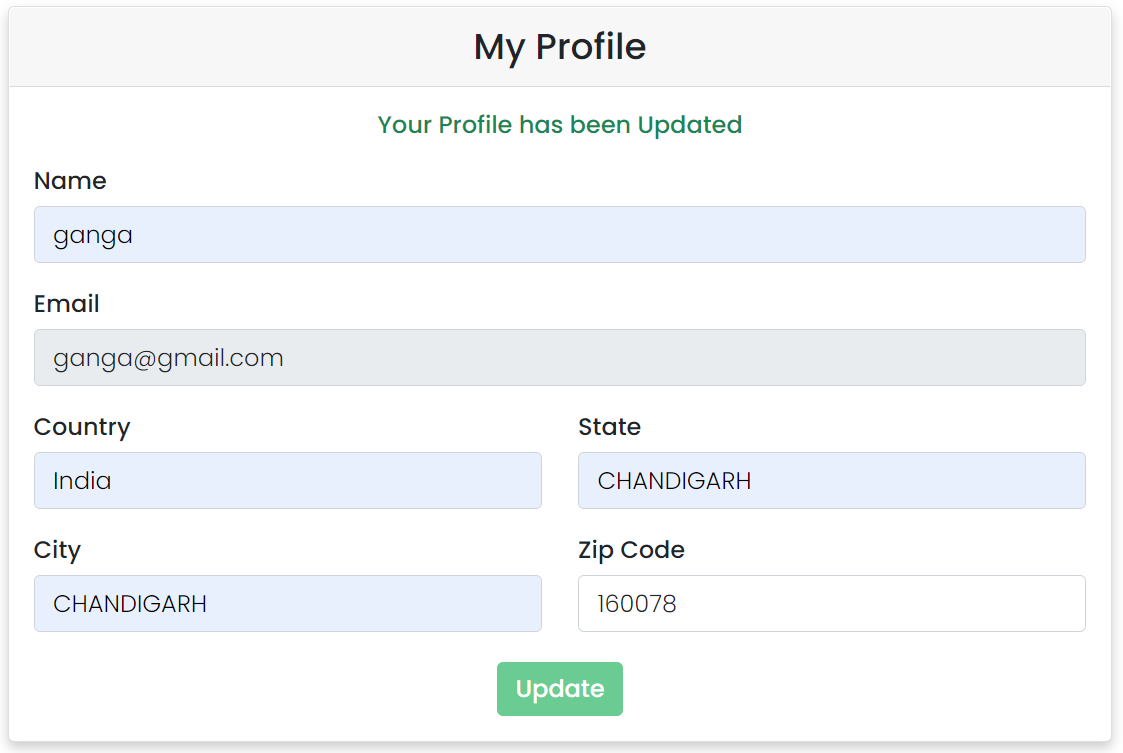 My Profile
Your Profile has been Updated
Name
ganga
Email
ganga@gmail.com
Country
State
India
CHANDIGARH
City
Zip Code
CHANDIGARH
160078
Update